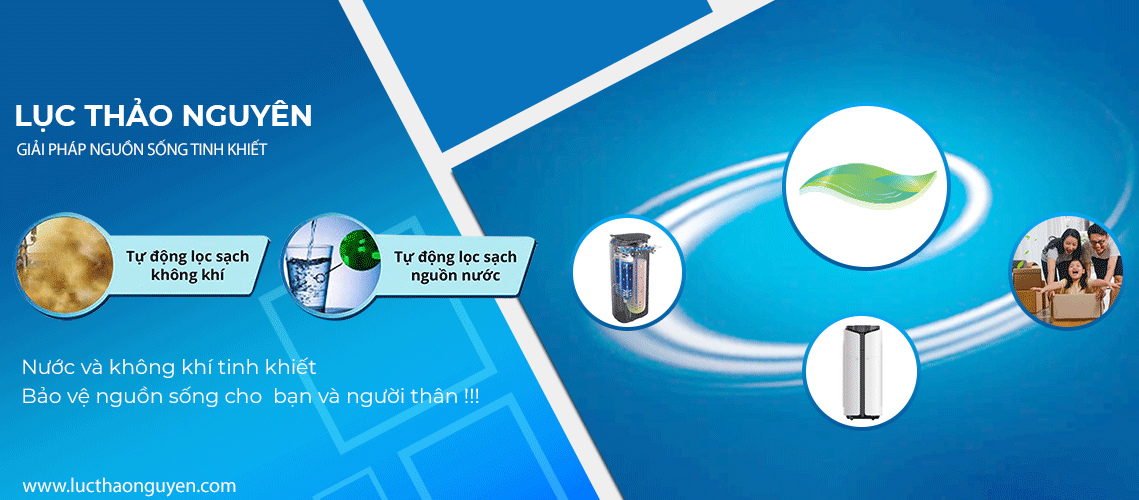 LỤC THẢO NGUYÊN
GIẢI PHÁP NGUỒN SỐNG TINH KHIẾT
Tự động lọc sạch
không khí
Tự động lọc sạch
nguồn nước
Nước và không khí tinh khiết
Bảo vệ nguồn sống cho  bạn và người thân !!!
www.lucthaonguyen.com